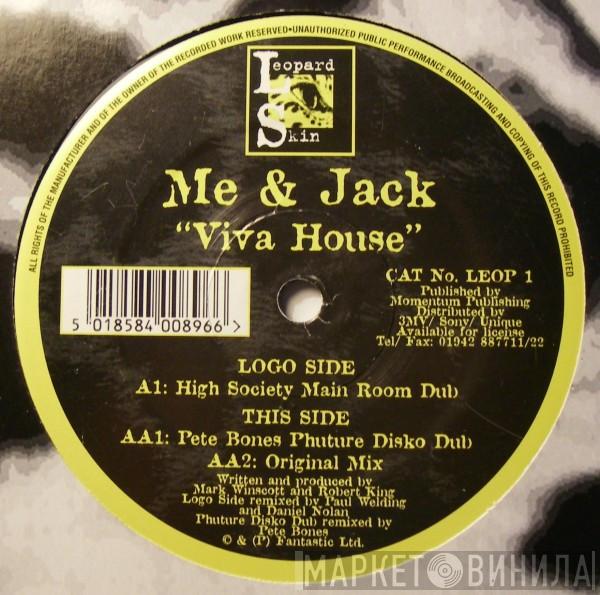 ALL RIGHTS OF THE MANUFACTURER AND OF THE OWNER OF THE RECORDED WORK RESERVED•UNAUTHORIZED PUBLIC PERFORMANCE BROADCASTING AND COPYING OF THIS RECORD PROHIBITED
Leopard
Skin
Me & Jack
“Viva House”
CAT No. LEOP 1
Published by
Momentum Publishing
Distributed by
3MV/ Sony/ Unique
Available for license
Tel/ Fax: 01942 887711/22
5 018584 008966 >
LOGO SIDE
A1: High Society Main Room Dub
THIS SIDE
AA1: Pete Bones Phuture Disko Dub
AA2: Original Mix
Written and produced by
Mark Winscott and Robert King
Logo Side remixed by Paul Welding
and Daniel Nolan
Phuture Disko Dub remixed by
Pete Bones
© & (P) Fantastic Ltd.
МАРКЕТ ВИНИЛА